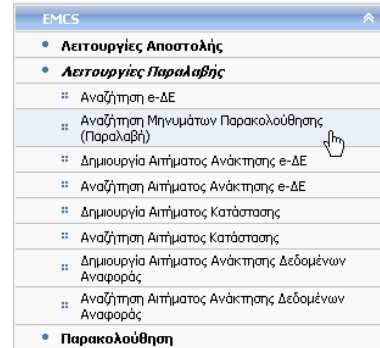 EMCS
Λειτουργίες Αποστολής
Λειτουργίες Παραλαβής
Αναζήτηση e-ΔΕ
Αναζήτηση Μηνυμάτων Παρακολούθησης
(Παραλαβή)
Δημιουργία Αιτήματος Ανάκτησης e-ΔΕ
Αναζήτηση Αιτήματος Ανάκτησης e-ΔΕ
Δημιουργία Αιτήματος Κατάστασης
Αναζήτηση Αιτήματος Κατάστασης
Δημιουργία Αιτήματος Ανάκτησης Δεδομένων
Αναφοράς
Αναζήτηση Αιτήματος Ανάκτησης Δεδομένων
Αναφοράς
Παρακολούθηση